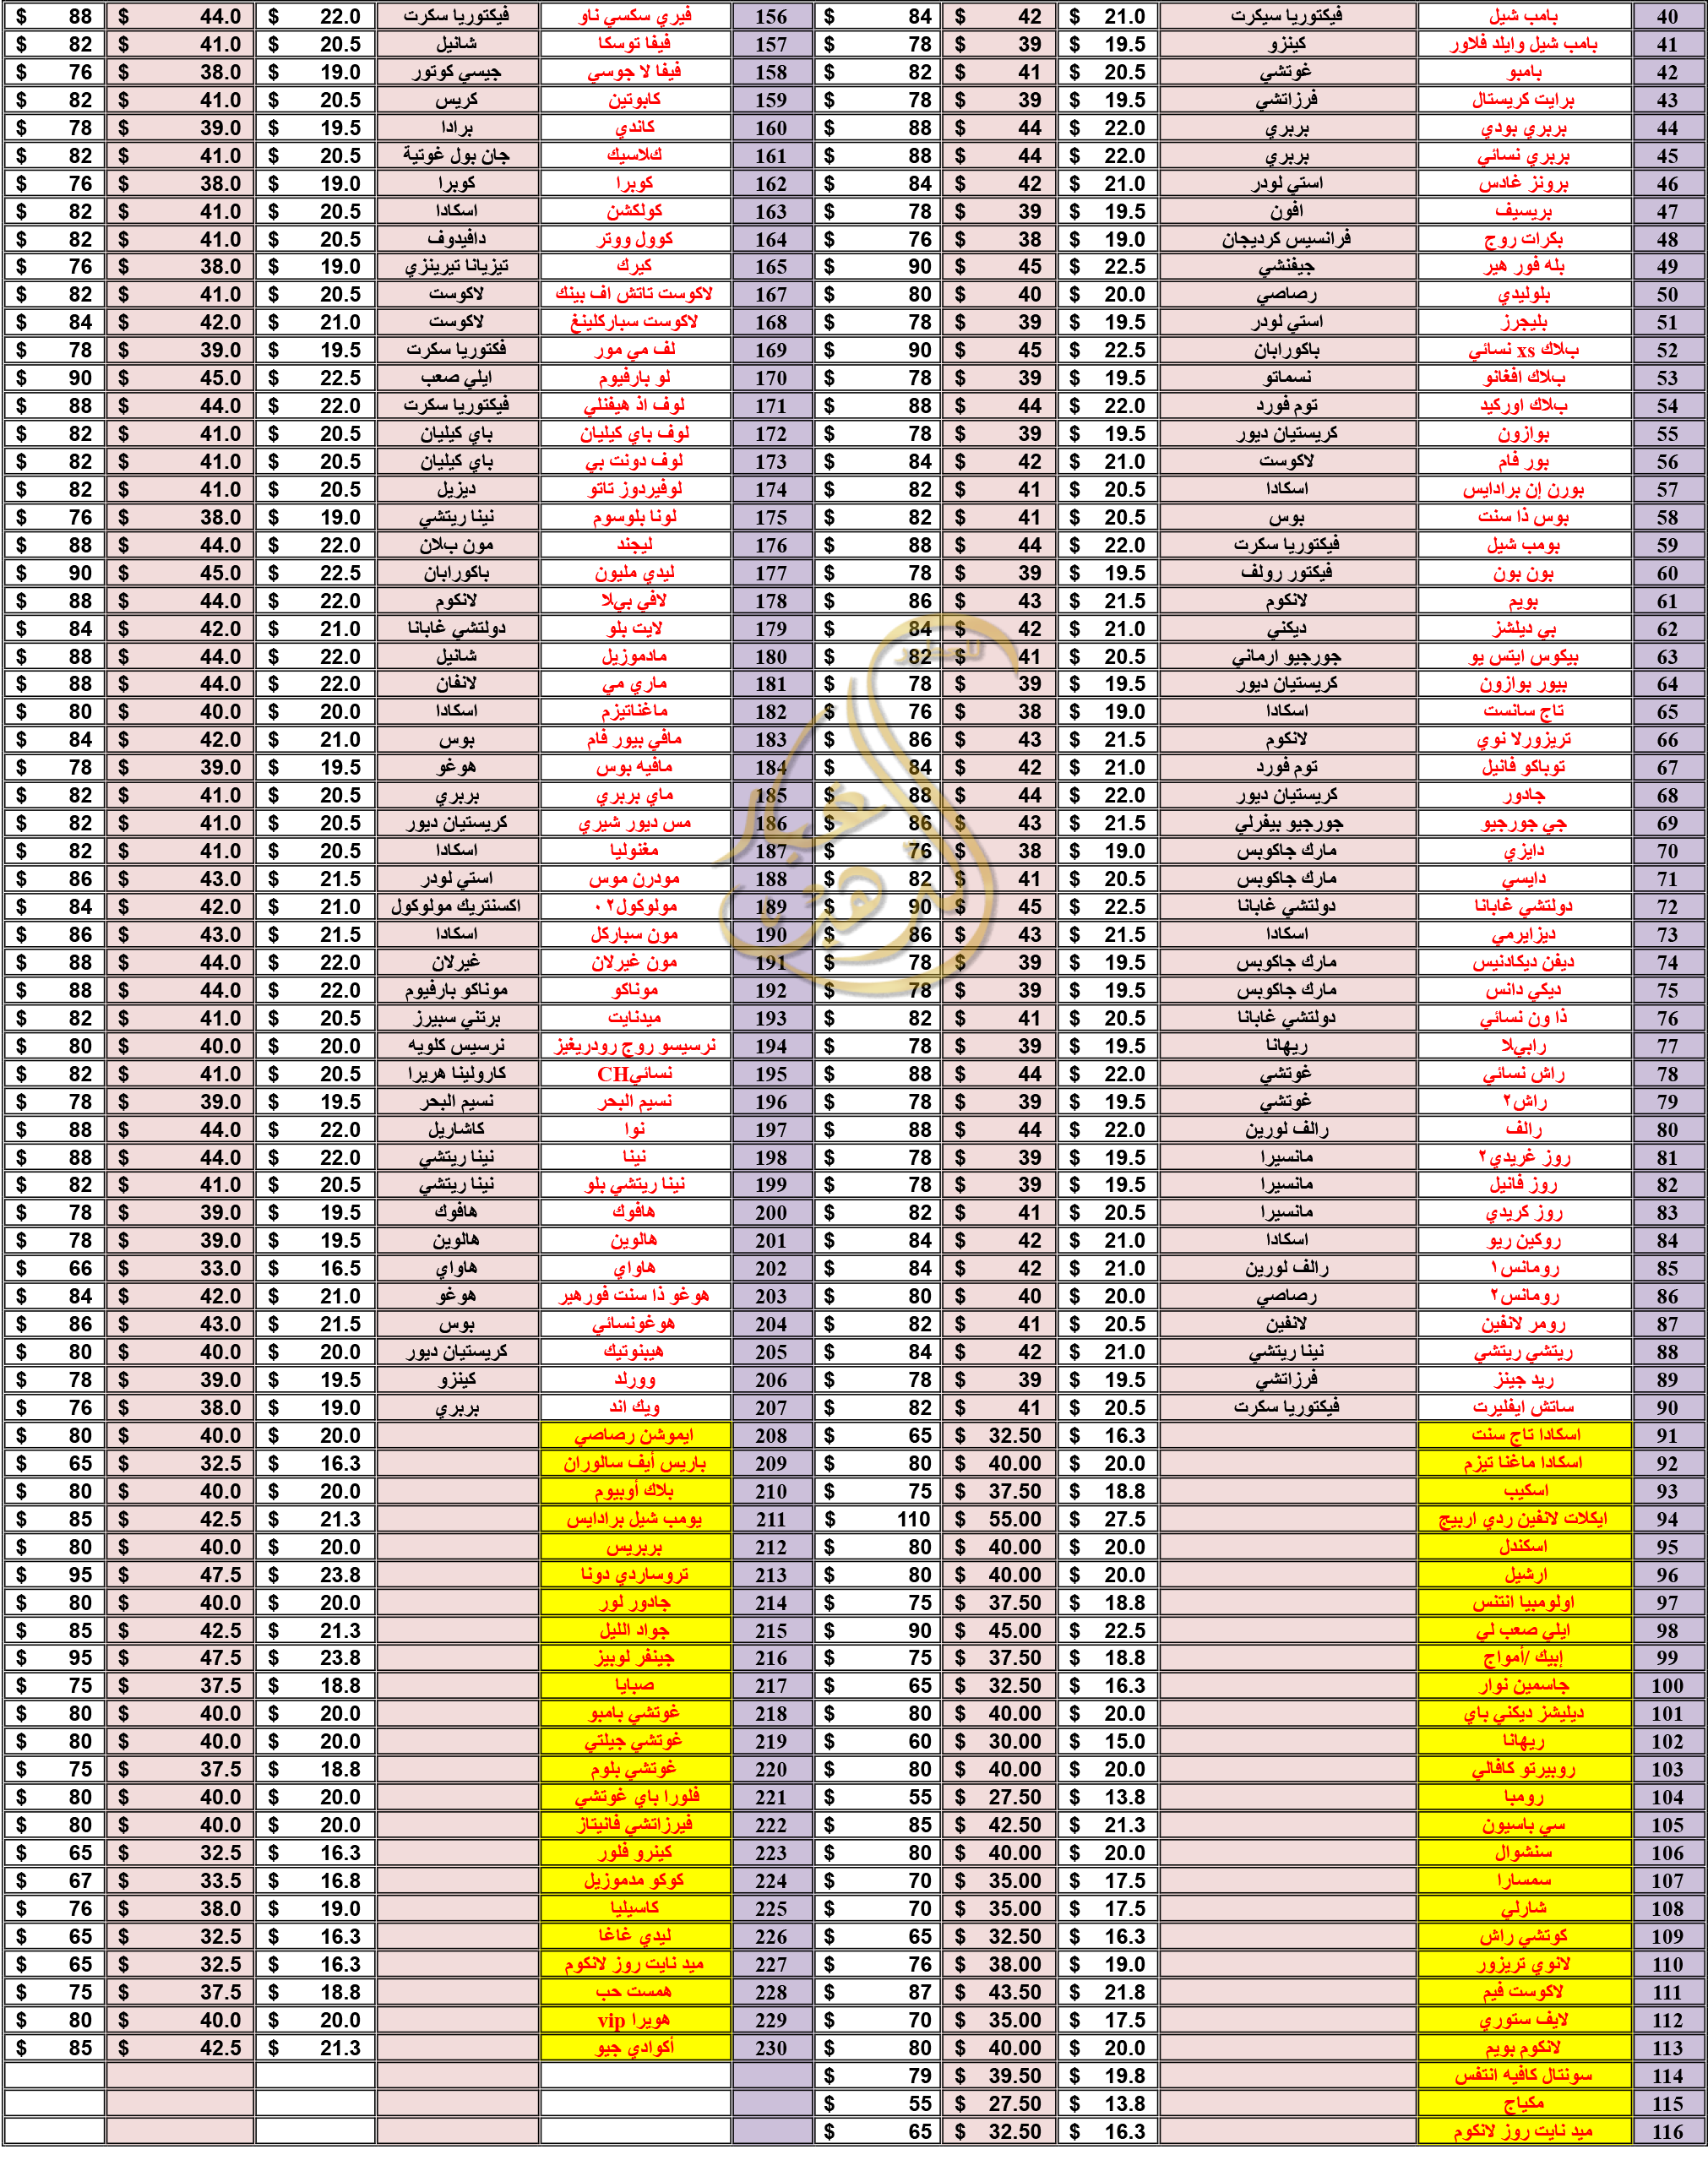 40 بامب شيل فيكتوريا سيكرت 21.0 $ 42 $ 84 $ 156 فيري سكسي ناو فيكتوريا سكرت 22.0 $ 44.0 $ 88 $
41 بامب شيل وايلد فلاور كينزو 19.5 $ 39 $ 78 $ 157 فيفا توسكا شانيل 20.5 $ 41.0 $ 82 $
42 بامبو غوتشي 20.5 $ 41 $ 82 $ 158 فيفا لا جوسي جيسي كوتور 19.0 $ 38.0 $ 76 $
43 برايت كريستال فرزاتشي 19.5 $ 39 $ 78 $ 159 كابوتين كريس 20.5 $ 41.0 $ 82 $
44 بربري بودي بربري 22.0 $ 44 $ 88 $ 160 كاندي برادا 19.5 $ 39.0 $ 78 $
45 بربري نسائي بربري 22.0 $ 44 $ 88 $ 161 كلاسيك جان بول غوتية 20.5 $ 41.0 $ 82 $
46 برونز غادس استي لودر 21.0 $ 42 $ 84 $ 162 كوبرا كوبرا 19.0 $ 38.0 $ 76 $
47 بريسيف افون 19.5 $ 39 $ 78 $ 163 كولكشن اسكادا 20.5 $ 41.0 $ 82 $
48 بكرات روج فرانسيس كرديجان 19.0 $ 38 $ 76 $ 164 كوول ووتر دافيدوف 20.5 $ 41.0 $ 82 $
49 بله فور هير جيفنشي 22.5 $ 45 $ 90 $ 165 كيرك تيزيانا تيرينزي 19.0 $ 38.0 $ 76 $
50 بلوليدي رصاصي 20.0 $ 40 $ 80 $ 167 لاكوست تاتش اف بينك لاكوست 20.5 $ 41.0 $ 82 $
51 بليجرز استي لودر 19.5 $ 39 $ 78 $ 168 لاكوست سباركلينغ لاكوست 21.0 $ 42.0 $ 84 $
52 بلاك xs نسائي باكورابان 22.5 $ 45 $ 90 $ 169 لف مي مور فكتوريا سكرت 19.5 $ 39.0 $ 78 $
53 بلاك افغانو نسماتو 19.5 $ 39 $ 78 $ 170 لو بارفيوم ايلي صعب 22.5 $ 45.0 $ 90 $
54 بلاك اوركيد توم فورد 22.0 $ 44 $ 88 $ 171 لوف اذ هيفنلي فيكتوريا سكرت 22.0 $ 44.0 $ 88 $
55 بوازون كريستيان ديور 19.5 $ 39 $ 78 $ 172 لوف باي كيليان باي كيليان 20.5 $ 41.0 $ 82 $
56 بور فام لاكوست 21.0 $ 42 $ 84 $ 173 لوف دونت بي باي كيليان 20.5 $ 41.0 $ 82 $
57 بورن إن برادايس اسكادا 20.5 $ 41 $ 82 $ 174 لوفيردوز تاتو ديزيل 20.5 $ 41.0 $ 82 $
58 بوس ذا سنت بوس 20.5 $ 41 $ 82 $ 175 لونا بلوسوم نينا ريتشي 19.0 $ 38.0 $ 76 $
59 بومب شيل فيكتوريا سكرت 22.0 $ 44 $ 88 $ 176 ليجند مون بلان 22.0 $ 44.0 $ 88 $
60 بون بون فيكتور رولف 19.5 $ 39 $ 78 $ 177 ليدي مليون باكورابان 22.5 $ 45.0 $ 90 $
61 بويم لانكوم 21.5 $ 43 $ 86 $ 178 لافي بيلا لانكوم 22.0 $ 44.0 $ 88 $
62 بي ديلشز ديكني 21.0 $ 42 $ 84 $ 179 لايت بلو دولتشي غابانا 21.0 $ 42.0 $ 84 $
63 بيكوس ايتس يو جورجيو ارماني 20.5 $ 41 $ 82 $ 180 مادموزيل شانيل 22.0 $ 44.0 $ 88 $
64 بيور بوازون كريستيان ديور 19.5 $ 39 $ 78 $ 181 ماري مي لانفان 22.0 $ 44.0 $ 88 $
65 تاج سانست اسكادا 19.0 $ 38 $ 76 $ 182 ماغناتيزم اسكادا 20.0 $ 40.0 $ 80 $
66 تريزورلا نوي لانكوم 21.5 $ 43 $ 86 $ 183 مافي بيور فام بوس 21.0 $ 42.0 $ 84 $
67 توباكو فانيل توم فورد 21.0 $ 42 $ 84 $ 184 مافيه بوس هوغو 19.5 $ 39.0 $ 78 $
68 جادور كريستيان ديور 22.0 $ 44 $ 88 $ 185 ماي بربري بربري 20.5 $ 41.0 $ 82 $
69 جي جورجيو جورجيو بيفرلي 21.5 $ 43 $ 86 $ 186 مس ديور شيري كريستيان ديور 20.5 $ 41.0 $ 82 $
70 دايزي مارك جاكوبس 19.0 $ 38 $ 76 $ 187 مغنوليا اسكادا 20.5 $ 41.0 $ 82 $
71 دايسي مارك جاكوبس 20.5 $ 41 $ 82 $ 188 مودرن موس استي لودر 21.5 $ 43.0 $ 86 $
72 دولتشي غابانا دولتشي غابانا 22.5 $ 45 $ 90 $ 189 مولوكول٠٢ اكسنتريك مولوكول 21.0 $ 42.0 $ 84 $
73 ديزايرمي اسكادا 21.5 $ 43 $ 86 $ 190 مون سباركل اسكادا 21.5 $ 43.0 $ 86 $
74 ديفن ديكادنيس مارك جاكوبس 19.5 $ 39 $ 78 $ 191 مون غيرلان غيرلان 22.0 $ 44.0 $ 88 $
75 ديكي دانس مارك جاكوبس 19.5 $ 39 $ 78 $ 192 موناكو موناكو بارفيوم 22.0 $ 44.0 $ 88 $
76 ذا ون نسائي دولتشي غابانا 20.5 $ 41 $ 82 $ 193 ميدنايت برتني سبيرز 20.5 $ 41.0 $ 82 $
77 رابيلا ريهانا 19.5 $ 39 $ 78 $ 194 نرسيسو روج رودريغيز نرسيس كلويه 20.0 $ 40.0 $ 80 $
78 راش نسائي غوتشي 22.0 $ 44 $ 88 $ 195 نسائيCH كارولينا هريرا 20.5 $ 41.0 $ 82 $
79 راش٢ غوتشي 19.5 $ 39 $ 78 $ 196 نسيم البحر نسيم البحر 19.5 $ 39.0 $ 78 $
80 رالف رالف لورين 22.0 $ 44 $ 88 $ 197 نوا كاشاريل 22.0 $ 44.0 $ 88 $
81 روز غريدي٢ مانسيرا 19.5 $ 39 $ 78 $ 198 نينا نينا ريتشي 22.0 $ 44.0 $ 88 $
82 روز فانيل مانسيرا 19.5 $ 39 $ 78 $ 199 نينا ريتشي بلو نينا ريتشي 20.5 $ 41.0 $ 82 $
83 روز كريدي مانسيرا 20.5 $ 41 $ 82 $ 200 هافوك هافوك 19.5 $ 39.0 $ 78 $
84 روكين ريو اسكادا 21.0 $ 42 $ 84 $ 201 هالوين هالوين 19.5 $ 39.0 $ 78 $
85 رومانس١ رالف لورين 21.0 $ 42 $ 84 $ 202 هاواي هاواي 16.5 $ 33.0 $ 66 $
86 رومانس٢ رصاصي 20.0 $ 40 $ 80 $ 203 هوغو ذا سنت فورهير هوغو 21.0 $ 42.0 $ 84 $
87 رومر لانفين لانفين 20.5 $ 41 $ 82 $ 204 هوغونسائي بوس 21.5 $ 43.0 $ 86 $
88 ريتشي ريتشي نينا ريتشي 21.0 $ 42 $ 84 $ 205 هيبنوتيك كريستيان ديور 20.0 $ 40.0 $ 80 $
89 ريد جينز فرزاتشي 19.5 $ 39 $ 78 $ 206 وورلد كينزو 19.5 $ 39.0 $ 78 $
90 ساتش ايفليرت فيكتوريا سكرت 20.5 $ 41 $ 82 $ 207 ويك اند بربري 19.0 $ 38.0 $ 76 $
91 اسكادا تاج سنت 16.3 $ 32.50 $ 65 $ 208 ايموشن رصاصي 20.0 $ 40.0 $ 80 $
92 اسكادا ماغنا تيزم 20.0 $ 40.00 $ 80 $ 209 باريس أيف سالوران 16.3 $ 32.5 $ 65 $
93 اسكيب 18.8 $ 37.50 $ 75 $ 210 بلاك أوبيوم 20.0 $ 40.0 $ 80 $
94 ايكلات لانفين ردي اربيج 27.5 $ 55.00 $ 110 $ 211 يومب شيل برادايس 21.3 $ 42.5 $ 85 $
95 اسكندل 20.0 $ 40.00 $ 80 $ 212 بربريس 20.0 $ 40.0 $ 80 $
96 ارشيل 20.0 $ 40.00 $ 80 $ 213 تروساردي دونا 23.8 $ 47.5 $ 95 $
97 اولومبيا انتنس 18.8 $ 37.50 $ 75 $ 214 جادور لور 20.0 $ 40.0 $ 80 $
98 ايلي صعب لي 22.5 $ 45.00 $ 90 $ 215 جواد الليل 21.3 $ 42.5 $ 85 $
99 إبيك /أمواج 18.8 $ 37.50 $ 75 $ 216 جينفر لوبيز 23.8 $ 47.5 $ 95 $
100 جاسمين نوار 16.3 $ 32.50 $ 65 $ 217 صبايا 18.8 $ 37.5 $ 75 $
101 ديليشز ديكني باي 20.0 $ 40.00 $ 80 $ 218 غوتشي بامبو 20.0 $ 40.0 $ 80 $
102 ريهانا 15.0 $ 30.00 $ 60 $ 219 غوتشي جيلتي 20.0 $ 40.0 $ 80 $
103 روبيرتو كافالي 20.0 $ 40.00 $ 80 $ 220 غوتشي بلوم 18.8 $ 37.5 $ 75 $
104 رومبا 13.8 $ 27.50 $ 55 $ 221 فلورا باي غوتشي 20.0 $ 40.0 $ 80 $
105 سي باسيون 21.3 $ 42.50 $ 85 $ 222 فيرزاتشي فانيتاز 20.0 $ 40.0 $ 80 $
106 سنشوال 20.0 $ 40.00 $ 80 $ 223 كينرو فلور 16.3 $ 32.5 $ 65 $
107 سمسارا 17.5 $ 35.00 $ 70 $ 224 كوكو مدموزيل 16.8 $ 33.5 $ 67 $
108 شارلي 17.5 $ 35.00 $ 70 $ 225 كاسيليا 19.0 $ 38.0 $ 76 $
109 كوتشي راش 16.3 $ 32.50 $ 65 $ 226 ليدي غاغا 16.3 $ 32.5 $ 65 $
110 لانوي تريزور 19.0 $ 38.00 $ 76 $ 227 ميد نايت روز لانكوم 16.3 $ 32.5 $ 65 $
111 لاكوست فيم 21.8 $ 43.50 $ 87 $ 228 همست حب 18.8 $ 37.5 $ 75 $
112 لايف ستوري 17.5 $ 35.00 $ 70 $ 229 هويرا vip 20.0 $ 40.0 $ 80 $
113 لانكوم بويم 20.0 $ 40.00 $ 80 $ 230 أكوادي جيو 21.3 $ 42.5 $ 85 $
114 سونتال كافيه انتفس 19.8 $ 39.50 $ 79 $
115 مكياج 13.8 $ 27.50 $ 55 $
116 ميد نايت روز لانكوم 16.3 $ 32.50 $ 65 $